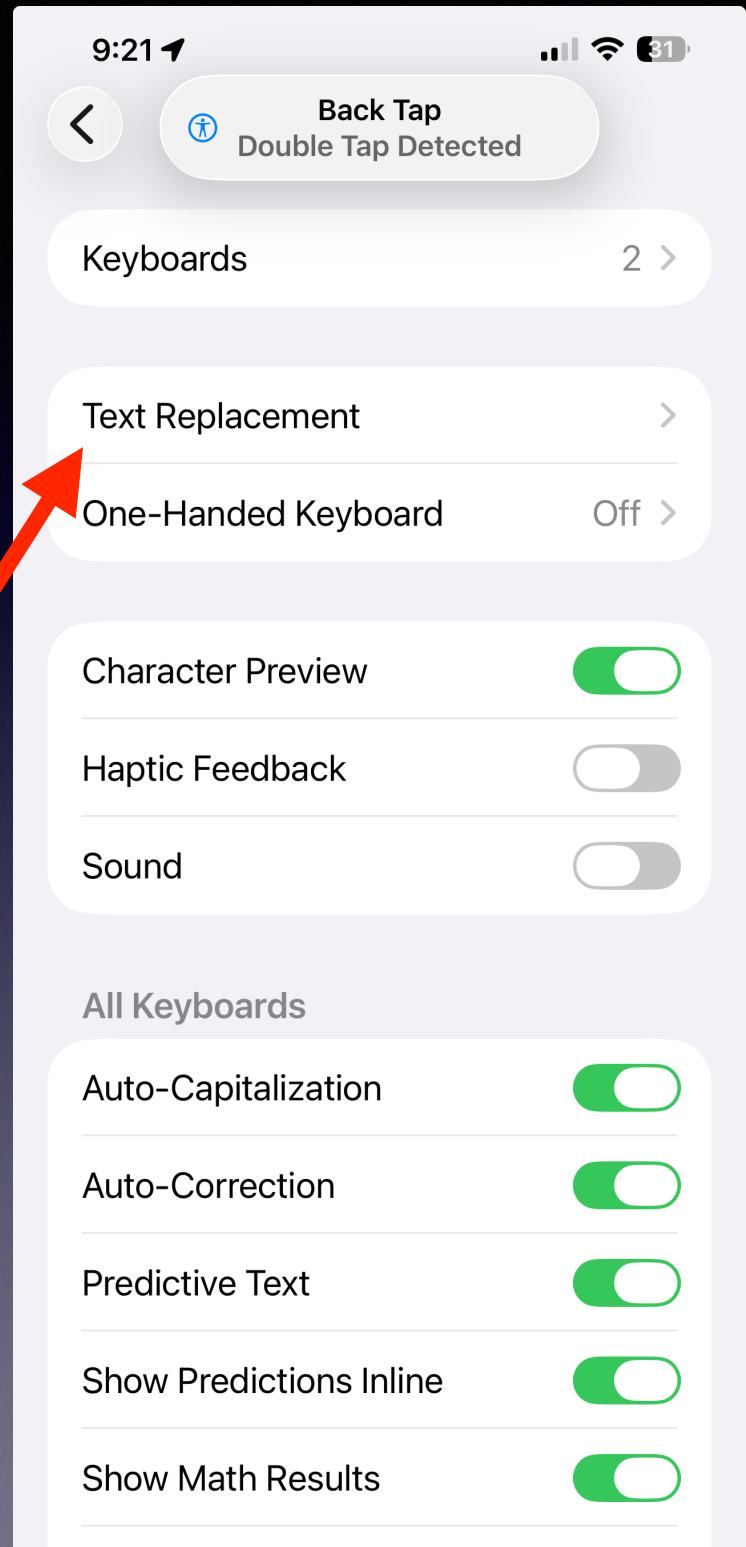 9:21
31
Back Tap
Double Tap Detected
Keyboards 2
Text Replacement
One-Handed Keyboard Off
Character Preview
Haptic Feedback
Sound
All Keyboards
Auto-Capitalization
Auto-Correction
Predictive Text
Show Predictions Inline
Show Math Results